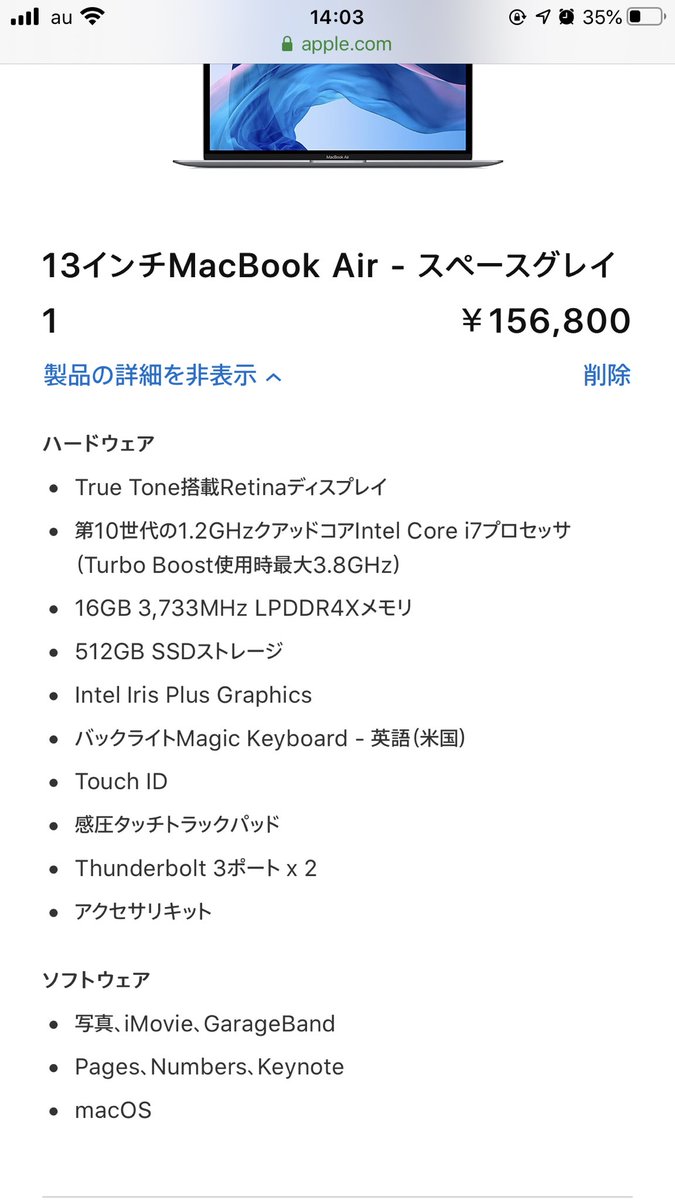 au 14:03 35%
apple.com
MacBook Air
13インチMacBook Air - スペースグレイ
1 ￥156,800
製品の詳細を非表示 削除
ハードウェア
• True Tone搭載Retinaディスプレイ
• 第10世代の1.2GHzクアッドコアIntel Core i7プロセッサ
（Turbo Boost使用時最大3.8GHz）
• 16GB 3,733MHz LPDDR4Xメモリ
• 512GB SSDストレージ
• Intel Iris Plus Graphics
• バックライトMagic Keyboard - 英語（米国）
• Touch ID
• 感圧タッチトラックパッド
• Thunderbolt 3ポート x 2
• アクセサリキット
ソフトウェア
• 写真、iMovie、GarageBand
• Pages、Numbers、Keynote
• macOS